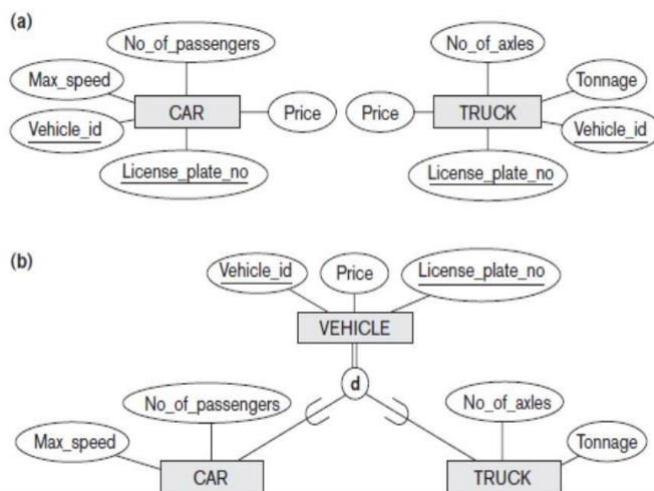 (a)
No_of_passengers
No_of_axles
Max_speed
Tonnage
CAR
Price
Price
TRUCK
Vehicle_id
Vehicle_id
License_plate_no
License_plate_no
(b)
Vehicle_id
Price
License_plate_no
VEHICLE
d
No_of_passengers
No_of_axles
Max_speed
Tonnage
CAR
TRUCK